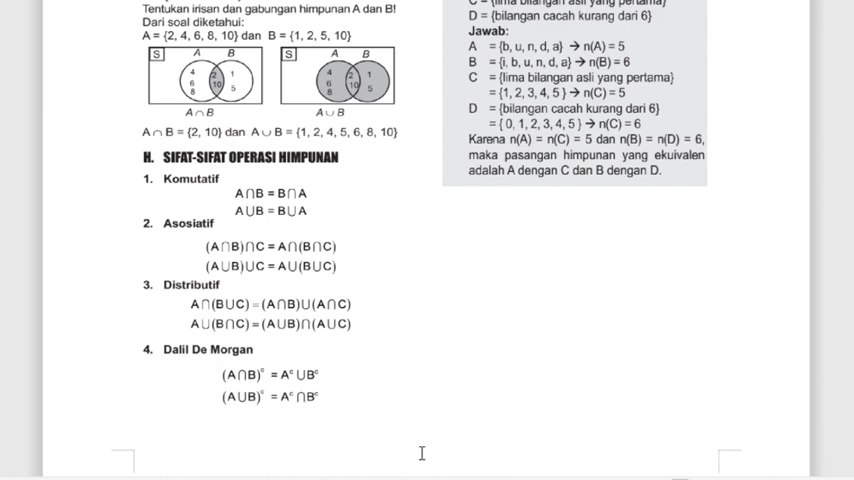 Tentukan irisan dan gabungan himpunan A dan B!
Dari soal diketahui:
A = {2, 4, 6, 8, 10} dan B = {1, 2, 5, 10}
S A B
4 6 8 2 10 1 5
A ∩ B
S A B
4 6 8 2 10 1 5
A ∪ B
A ∩ B = {2, 10} dan A ∪ B = {1, 2, 4, 5, 6, 8, 10}
H. SIFAT-SIFAT OPERASI HIMPUNAN
1. Komutatif
A∩B = B∩A
A∪B = B∪A
2. Asosiatif
(A∩B)∩C = A∩(B∩C)
(A∪B)∪C = A∪(B∪C)
3. Distributif
A∩(B∪C) = (A∩B)∪(A∩C)
A∪(B∩C) = (A∪B)∩(A∪C)
4. Dalil De Morgan
(A∩B)ᶜ = Aᶜ ∪Bᶜ
(A∪B)ᶜ = Aᶜ ∩Bᶜ
C = {lima bilangan asli yang pertama}
D = {bilangan cacah kurang dari 6}
Jawab:
A = {b, u, n, d, a} → n(A) = 5
B = {i, b, u, n, d, a} → n(B) = 6
C = {lima bilangan asli yang pertama}
= {1, 2, 3, 4, 5 } → n(C) = 5
D = {bilangan cacah kurang dari 6}
= { 0, 1, 2, 3, 4, 5 } → n(C) = 6
Karena n(A) = n(C) = 5 dan n(B) = n(D) = 6,
maka pasangan himpunan yang ekuivalen
adalah A dengan C dan B dengan D.